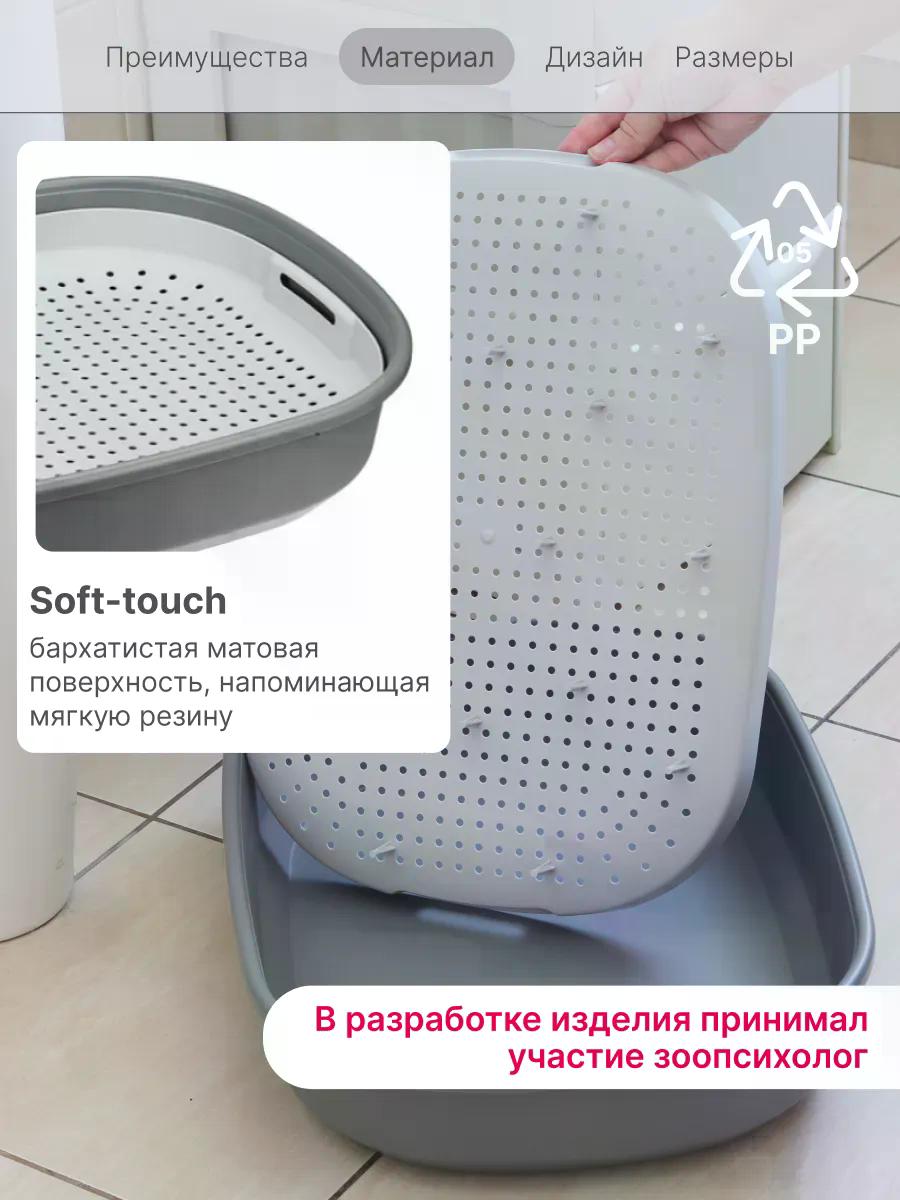 Преимущества Материал Дизайн Размеры
05
PP
Soft-touch
бархатистая матовая
поверхность, напоминающая
мягкую резину
В разработке изделия принимал
участие зоопсихолог